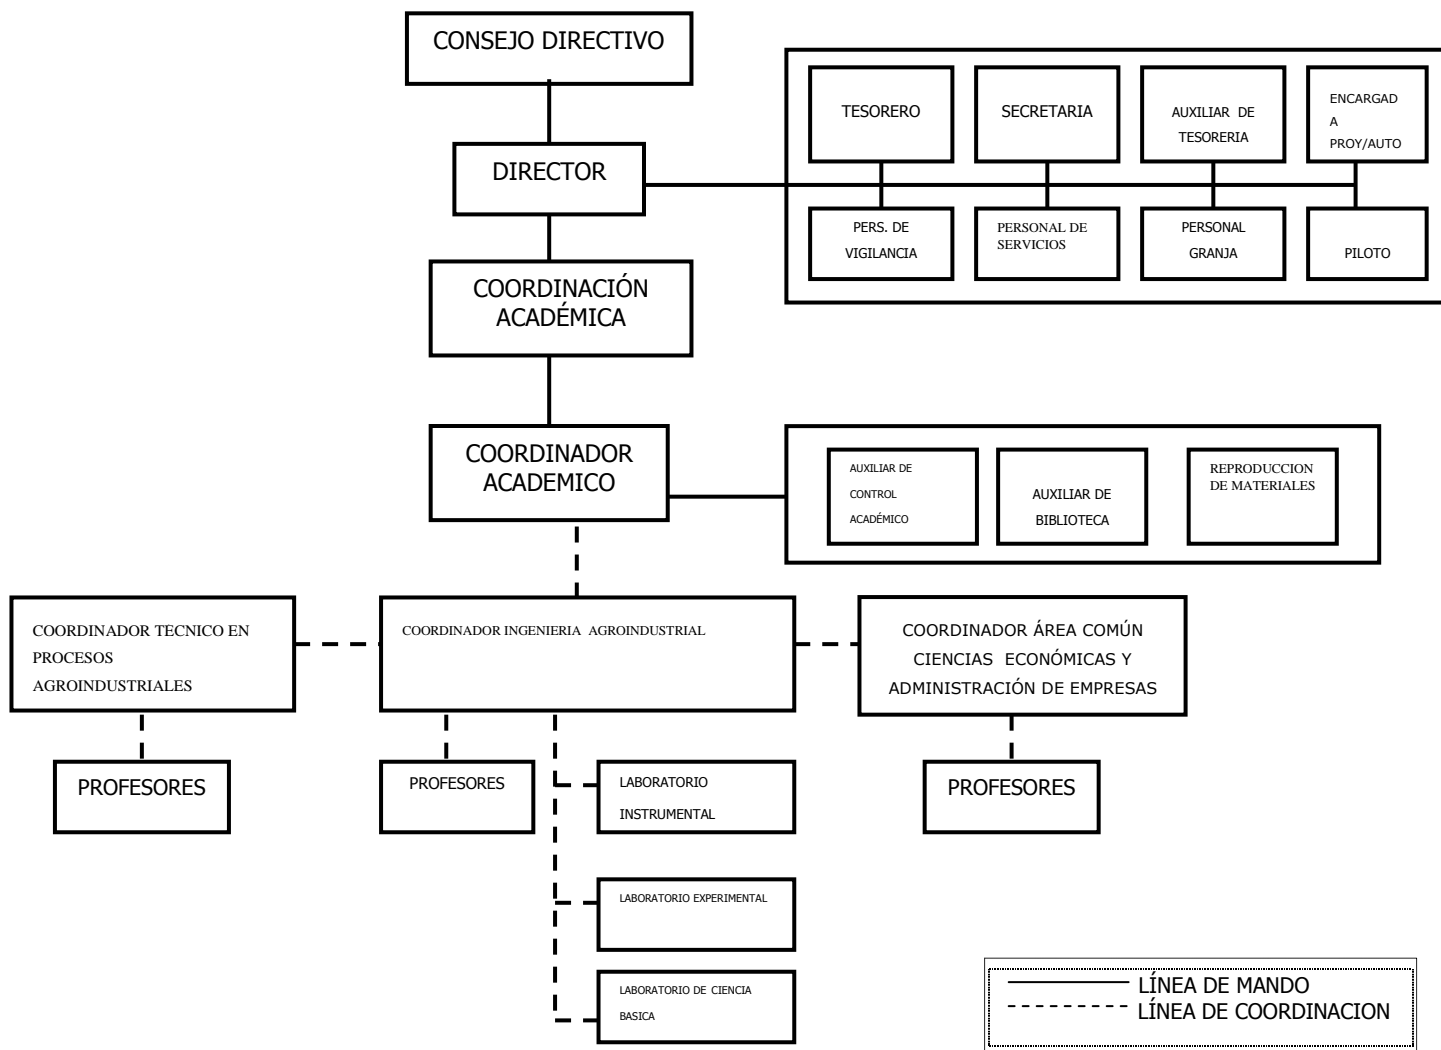 CONSEJO DIRECTIVO
TESORERO
SECRETARIA
AUXILIAR DE
TESORERIA
ENCARGAD
A
PROY/AUTO
DIRECTOR
PERS. DE
VIGILANCIA
PERSONAL DE
SERVICIOS
PERSONAL
GRANJA
PILOTO
COORDINACIÓN
ACADÉMICA
COORDINADOR
ACADEMICO
AUXILIAR DE
CONTROL
ACADÉMICO
AUXILIAR DE
BIBLIOTECA
REPRODUCCION
DE MATERIALES
COORDINADOR TECNICO EN
PROCESOS
AGROINDUSTRIALES
COORDINADOR INGENIERIA AGROINDUSTRIAL
COORDINADOR ÁREA COMÚN
CIENCIAS ECONÓMICAS Y
ADMINISTRACIÓN DE EMPRESAS
PROFESORES
PROFESORES
LABORATORIO
INSTRUMENTAL
PROFESORES
LABORATORIO EXPERIMENTAL
LABORATORIO DE CIENCIA
BASICA
LÍNEA DE MANDO
LÍNEA DE COORDINACION